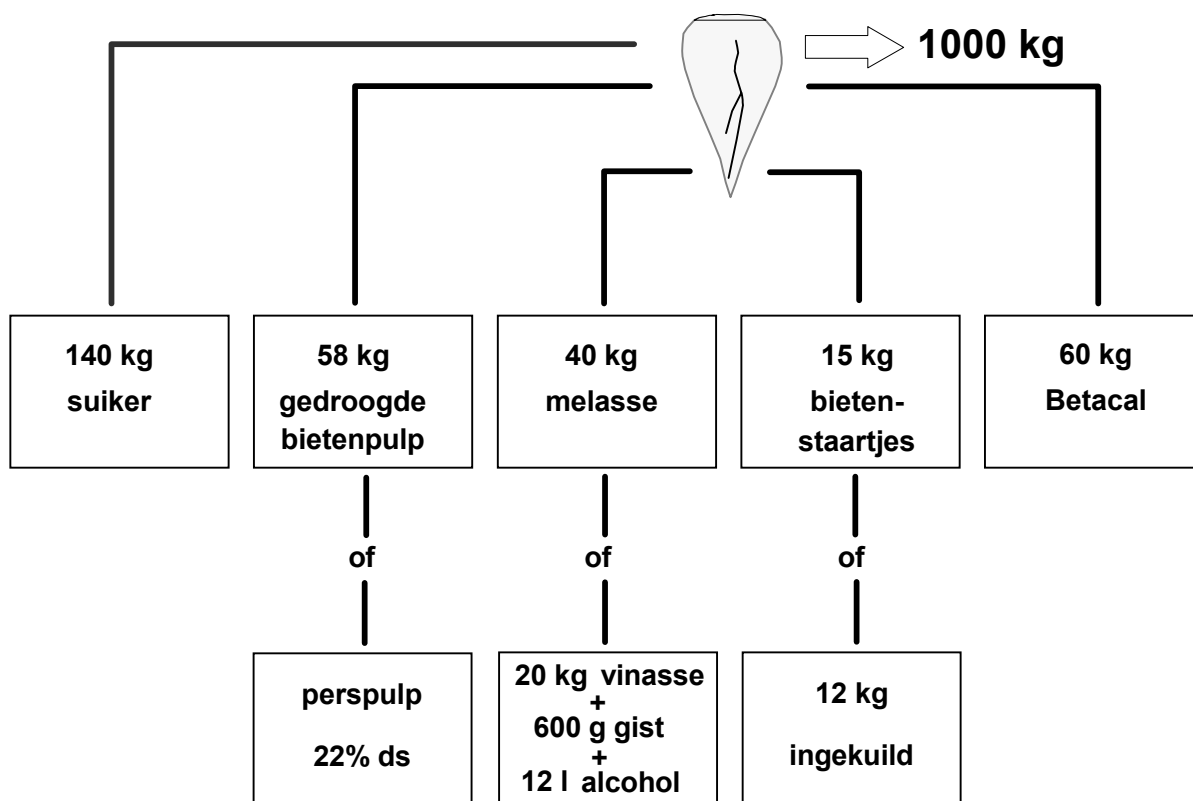 1000 kg
140 kg
suiker
58 kg
gedroogde
bietenpulp
40 kg
melasse
15 kg
bieten-
staartjes
60 kg
Betacal
of
of
of
perspulp
22% ds
20 kg vinasse
+
600 g gist
+
12 l alcohol
12 kg
ingekuild